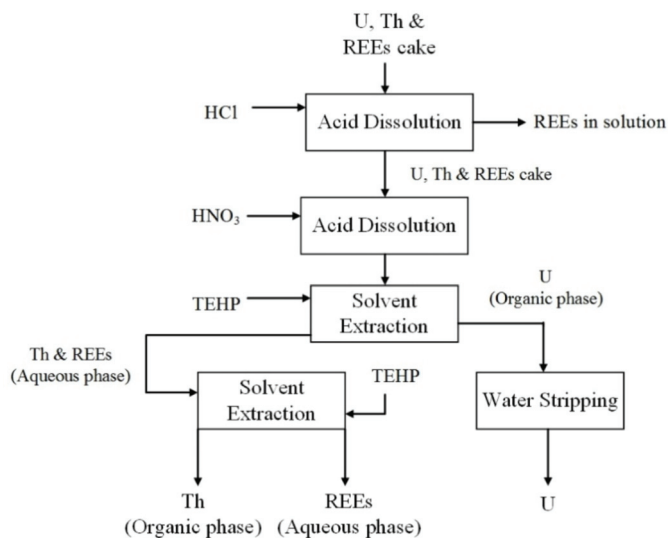 U, Th &
REEs cake
HCl
Acid Dissolution
REEs in solution
U, Th & REEs cake
HNO₃
Acid Dissolution
U
(Organic phase)
TEHP
Solvent
Extraction
Th & REEs
(Aqueous phase)
TEHP
Solvent
Extraction
Water Stripping
Th
(Organic phase)
REEs
(Aqueous phase)
U